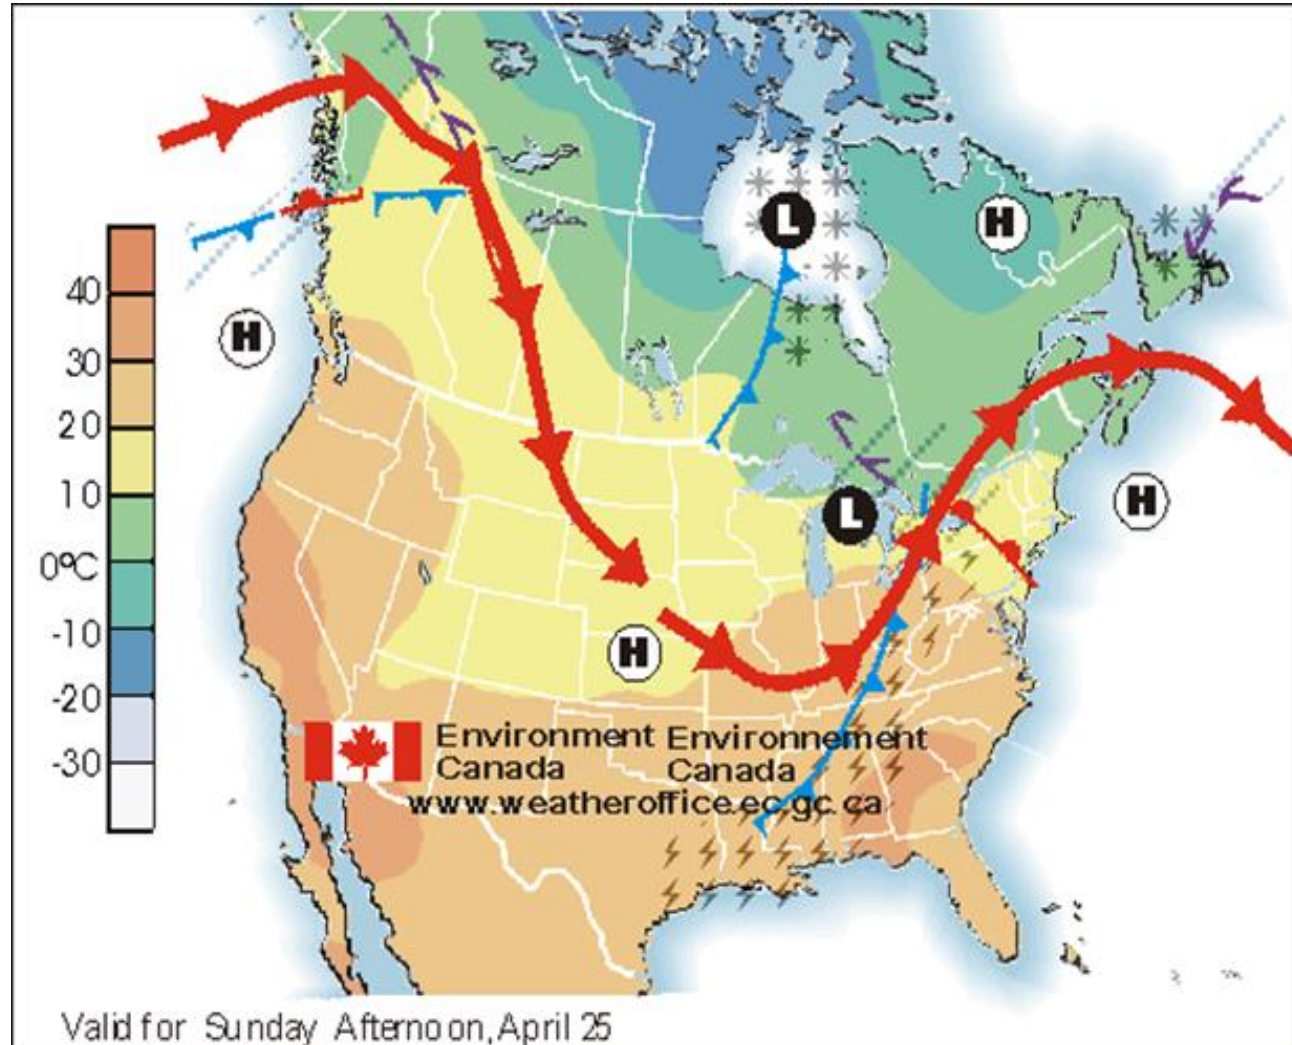 L
H
H
H
L
H
40
30
20
10
0ºC
-10
-20
-30
Environment Environnement
Canada Canada
www.weatheroffice.ec.gc.ca
Valid for Sunday Afternoon, April 25